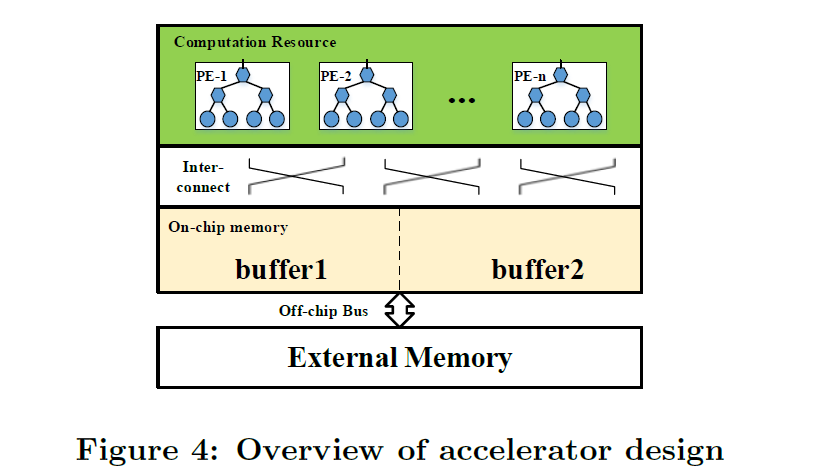 Computation Resource
PE-1
PE-2
...
PE-n
Inter-
connect
On-chip memory
buffer1
buffer2
Off-chip Bus
External Memory
Figure 4: Overview of accelerator design